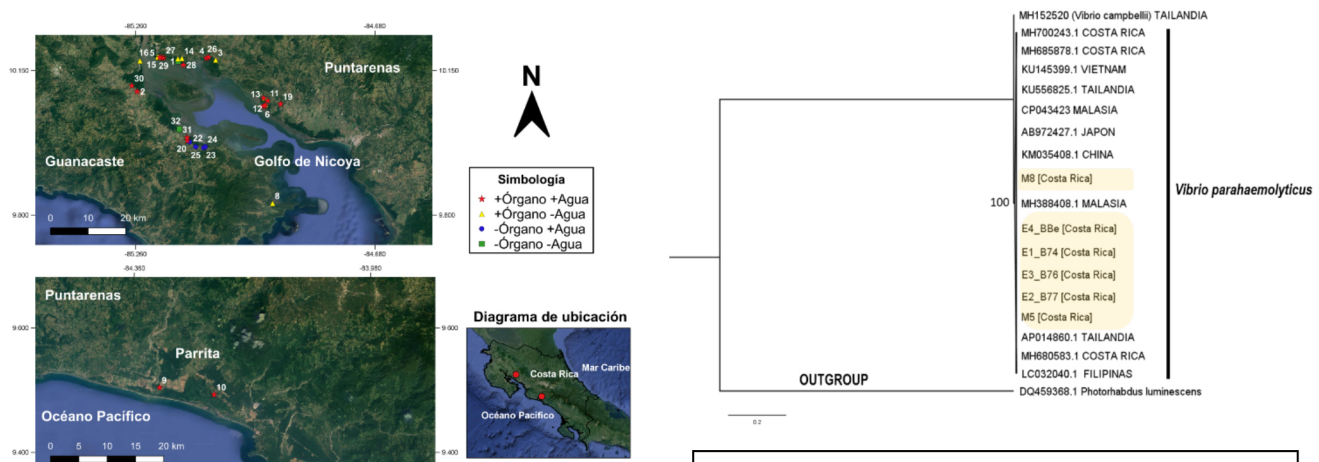 -85.260
-84.680
16 5 27 14 4 26 3
10.150
15 29 1 28
Puntarenas
10.150
30
2
13 11 19
12 6
32
31
22 24
20 25 23
Guanacaste
Golfo de Nicoya
8
0 10 20 km
9.800
9.800
-85.260
-84.680
N
Simbología
+Órgano +Agua
+Órgano -Agua
-Órgano +Agua
-Órgano -Agua
-84.360
-83.980
Puntarenas
9.600
9.600
Parrita
9
10
Océano Pacífico
0 5 10 15 20 km
9.400
9.400
Diagrama de ubicación
Mar Caribe
Costa Rica
Océano Pacífico
MH152520 (Vibrio campbellii) TAILANDIA
MH700243.1 COSTA RICA
MH685878.1 COSTA RICA
KU145399.1 VIETNAM
KU556825.1 TAILANDIA
CP043423 MALASIA
AB972427.1 JAPON
KM035408.1 CHINA
M8 [Costa Rica]
100
MH388408.1 MALASIA
E4_BBe [Costa Rica]
E1_B74 [Costa Rica]
E3_B76 [Costa Rica]
E2_B77 [Costa Rica]
M5 [Costa Rica]
AP014860.1 TAILANDIA
MH680583.1 COSTA RICA
LC032040.1 FILIPINAS
Vibrio parahaemolyticus
OUTGROUP
DQ459368.1 Photorhabdus luminescens
0.2